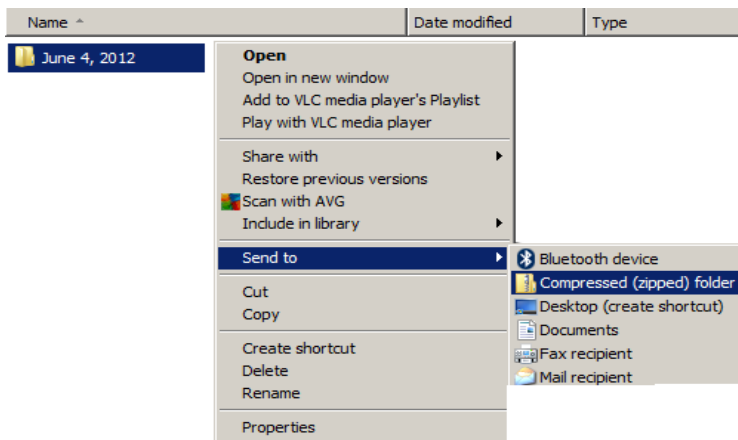 Name Date modified Type
June 4, 2012
Open
Open in new window
Add to VLC media player's Playlist
Play with VLC media player
Share with
Restore previous versions
Scan with AVG
Include in library
Send to
Cut
Copy
Create shortcut
Delete
Rename
Properties
Bluetooth device
Compressed (zipped) folder
Desktop (create shortcut)
Documents
Fax recipient
Mail recipient